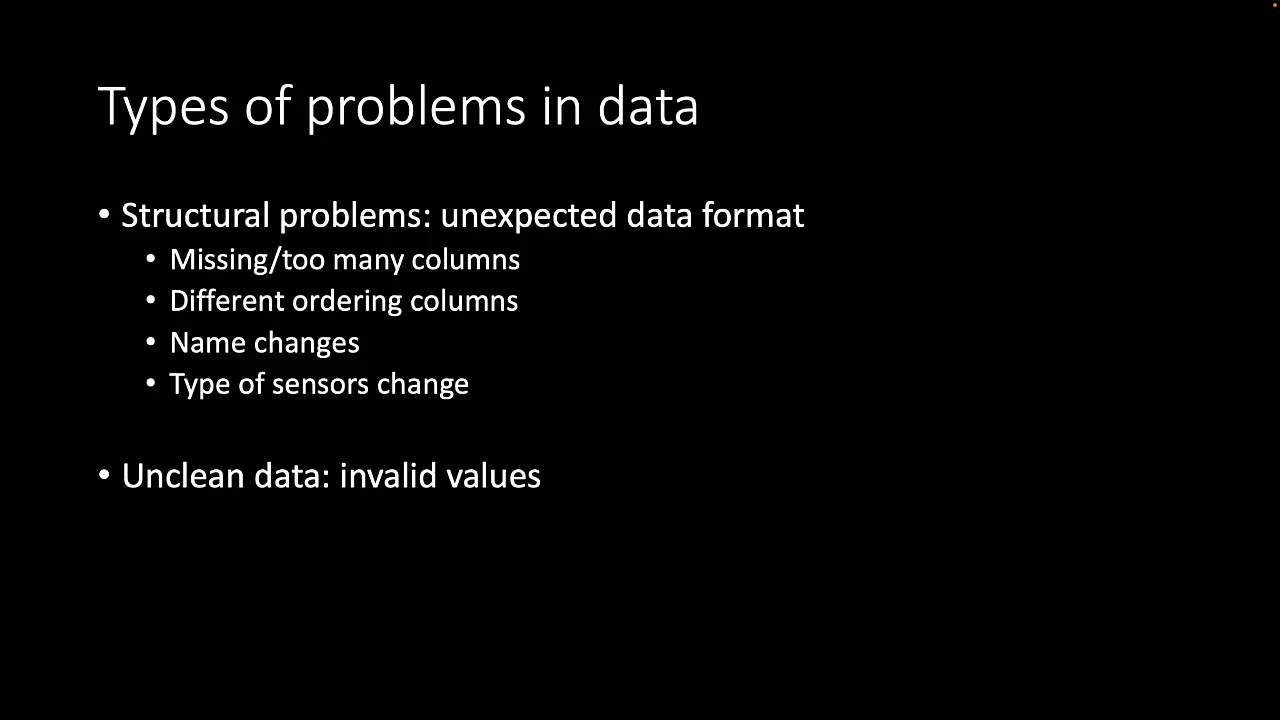 Types of problems in data
• Structural problems: unexpected data format
• Missing/too many columns
• Different ordering columns
• Name changes
• Type of sensors change
• Unclean data: invalid values